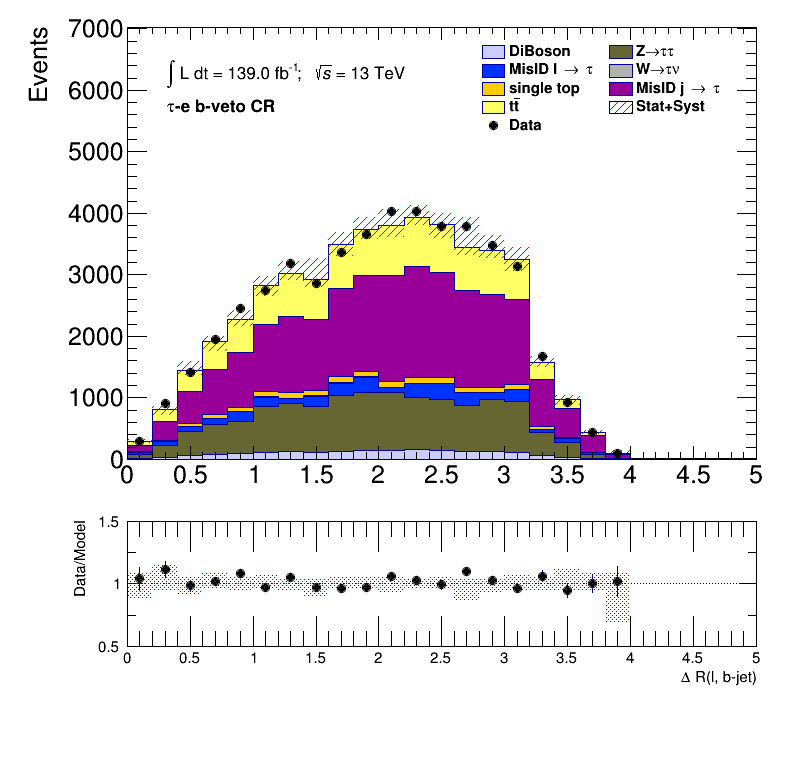 Events
7000
6000
5000
4000
3000
2000
1000
0
∫ L dt = 139.0 fb⁻¹; √s = 13 TeV
τ-e b-veto CR
DiBoson
MisID l → τ
single top
tt̄
Data
Z→ττ
W→τν
MisID j → τ
Stat+Syst
0 0.5 1 1.5 2 2.5 3 3.5 4 4.5 5
Data/Model
1.5
1
0.5
0 0.5 1 1.5 2 2.5 3 3.5 4 4.5 5
Δ R(l, b-jet)